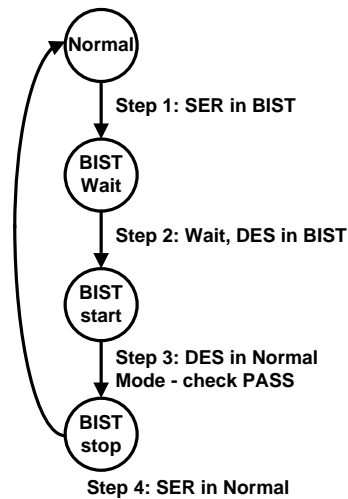 Normal
Step 1: SER in BIST
BIST
Wait
Step 2: Wait, DES in BIST
BIST
start
Step 3: DES in Normal
Mode - check PASS
BIST
stop
Step 4: SER in Normal